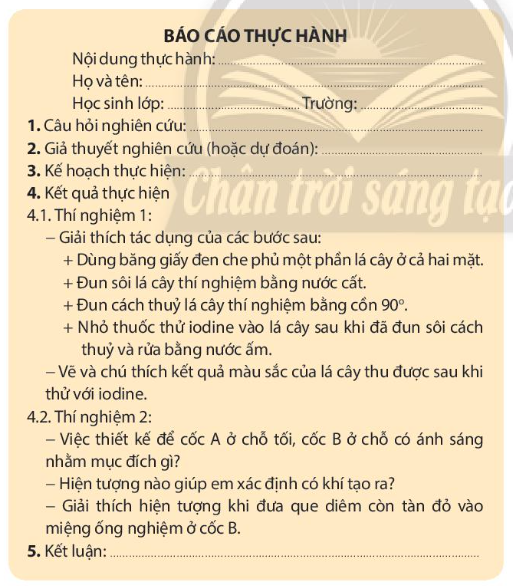 BÁO CÁO THỰC HÀNH
Nội dung thực hành:
Họ và tên:
Học sinh lớp: Trường:
1. Câu hỏi nghiên cứu:
2. Giả thuyết nghiên cứu (hoặc dự đoán):
3. Kế hoạch thực hiện:
4. Kết quả thực hiện
Chân trời sáng tạo
4.1. Thí nghiệm 1:
– Giải thích tác dụng của các bước sau:
+ Dùng băng giấy đen che phủ một phần lá cây ở cả hai mặt.
+ Đun sôi lá cây thí nghiệm bằng nước cất.
+ Đun cách thuỷ lá cây thí nghiệm bằng cồn 90°.
+ Nhỏ thuốc thử iodine vào lá cây sau khi đã đun sôi cách
thuỷ và rửa bằng nước ấm.
– Vẽ và chú thích kết quả màu sắc của lá cây thu được sau khi
thử với iodine.
4.2. Thí nghiệm 2:
– Việc thiết kế để cốc A ở chỗ tối, cốc B ở chỗ có ánh sáng
nhằm mục đích gì?
– Hiện tượng nào giúp em xác định có khí tạo ra?
– Giải thích hiện tượng khi đưa que diêm còn tàn đỏ vào
miệng ống nghiệm ở cốc B.
5. Kết luận: